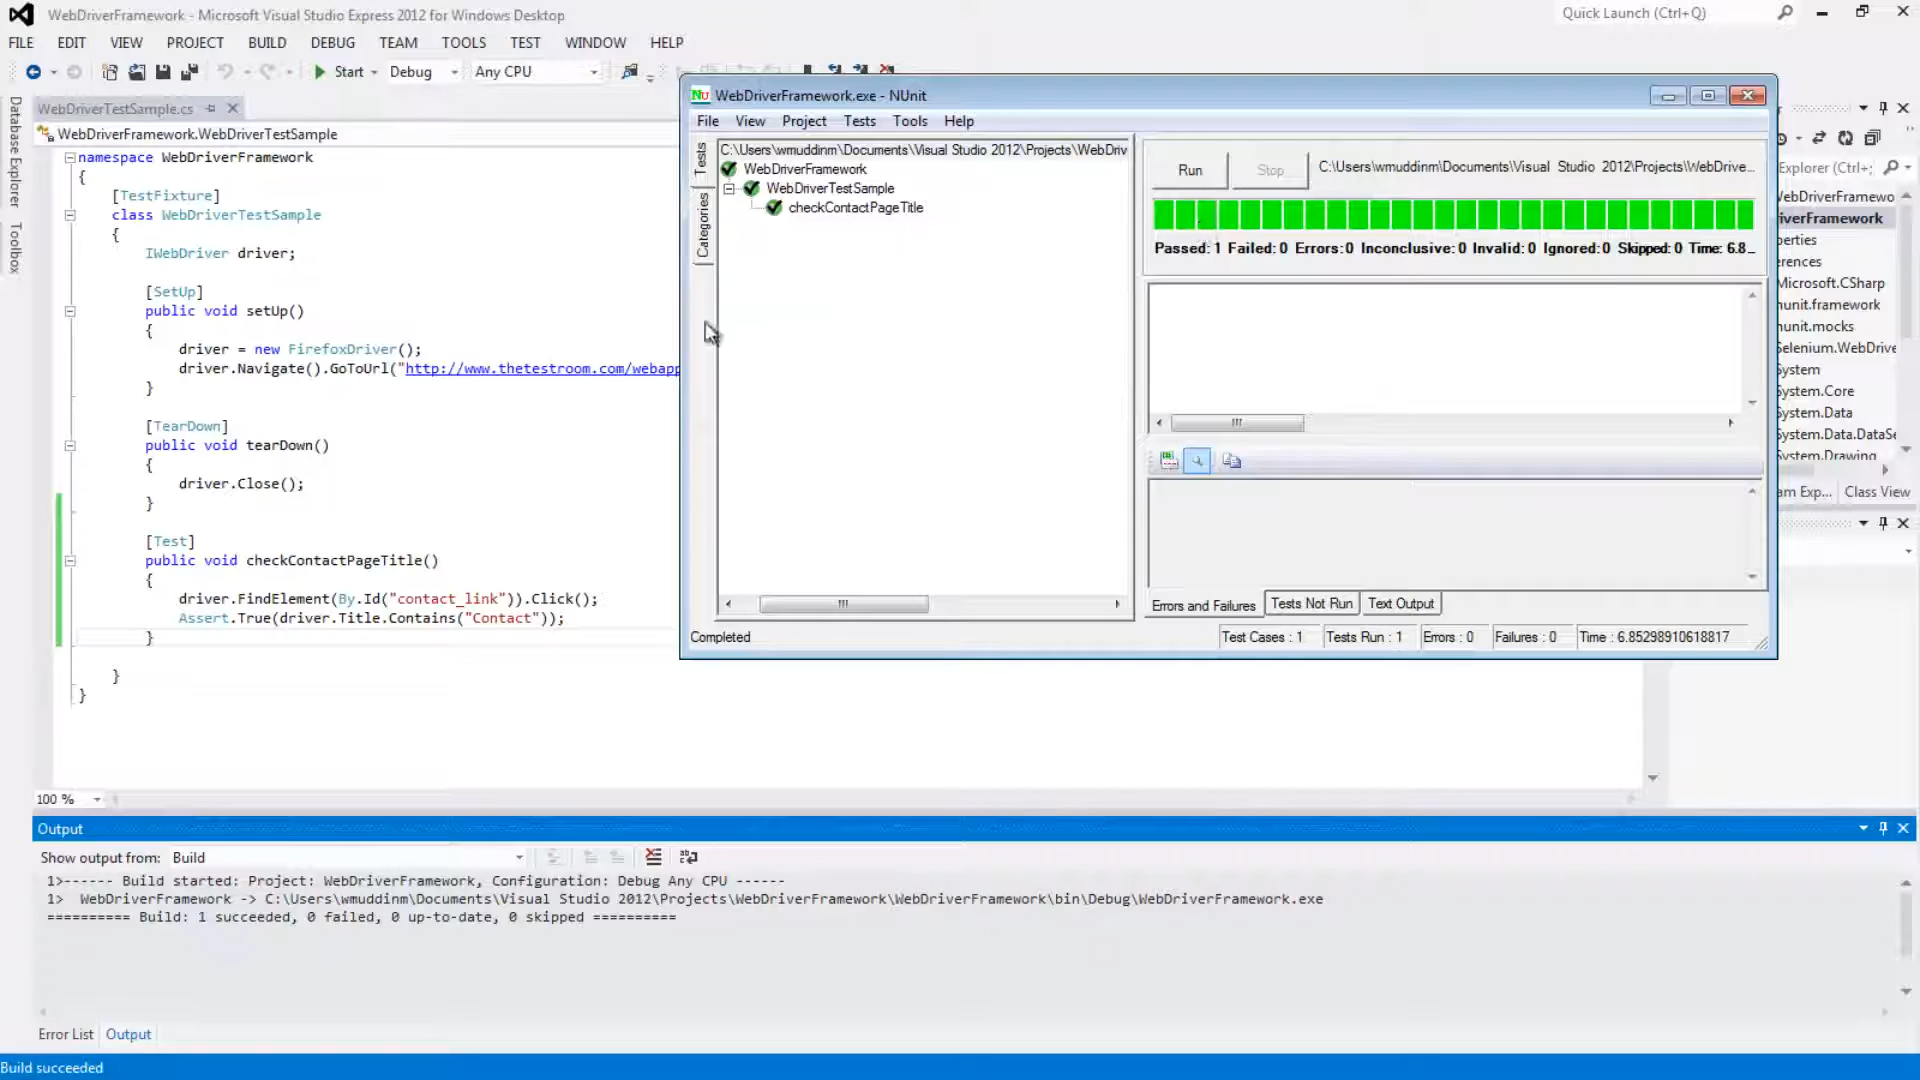 WebDriverFramework - Microsoft Visual Studio Express 2012 for Windows Desktop
Quick Launch (Ctrl+Q)
FILE EDIT VIEW PROJECT BUILD DEBUG TEAM TOOLS TEST WINDOW HELP
Start Debug Any CPU
Database Explorer
Toolbox
WebDriverTestSample.cs
WebDriverFramework.WebDriverTestSample
namespace WebDriverFramework
{
[TestFixture]
class WebDriverTestSample
{
IWebDriver driver;
[SetUp]
public void setUp()
{
driver = new FirefoxDriver();
driver.Navigate().GoToUrl("http://www.thetestroom.com/webapp
}
[TearDown]
public void tearDown()
{
driver.Close();
}
[Test]
public void checkContactPageTitle()
{
driver.FindElement(By.Id("contact_link")).Click();
Assert.True(driver.Title.Contains("Contact"));
}
}
}
100 %
WebDriverFramework.exe - NUnit
File View Project Tests Tools Help
Tests
Categories
C:\Users\wmuddinm\Documents\Visual Studio 2012\Projects\WebDriv
WebDriverFramework
WebDriverTestSample
checkContactPageTitle
Run Stop C:\Users\wmuddinm\Documents\Visual Studio 2012\Projects\WebDrive...
Passed: 1 Failed: 0 Errors: 0 Inconclusive: 0 Invalid: 0 Ignored: 0 Skipped: 0 Time: 6.8...
Errors and Failures Tests Not Run Text Output
Completed
Test Cases : 1 Tests Run : 1 Errors : 0 Failures : 0 Time : 6.85298910618817
Explorer (Ctrl+;
VebDriverFramewo
iverFramework
perties
erences
Microsoft.CSharp
nunit.framework
nunit.mocks
Selenium.WebDrive
System
System.Core
System.Data
System.Data.DataSe
System.Drawing
am Exp... Class View
Output
Show output from: Build
1>------ Build started: Project: WebDriverFramework, Configuration: Debug Any CPU ------
1> WebDriverFramework -> C:\Users\wmuddinm\Documents\Visual Studio 2012\Projects\WebDriverFramework\WebDriverFramework\bin\Debug\WebDriverFramework.exe
========== Build: 1 succeeded, 0 failed, 0 up-to-date, 0 skipped ==========
Error List Output
Build succeeded